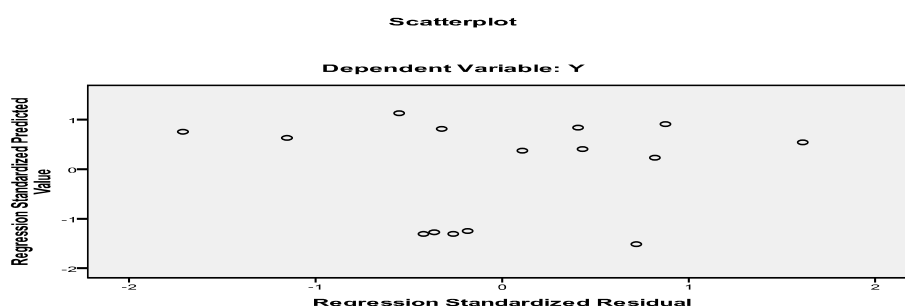 Scatterplot
Dependent Variable: Y
Regression Standardized Predicted
Value
1
0
-1
-2
-2 -1 0 1 2
Regression Standardized Residual